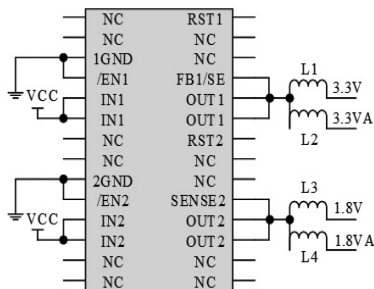 NC RST1
NC NC
1GND NC
/EN1 FB1/SE L1
VCC IN1 OUT1 3.3V
IN1 OUT1 3.3VA
NC RST2 L2
NC NC
2GND NC
/EN2 SENSE2 L3
VCC IN2 OUT2 1.8V
IN2 OUT2 1.8VA
NC NC L4
NC NC